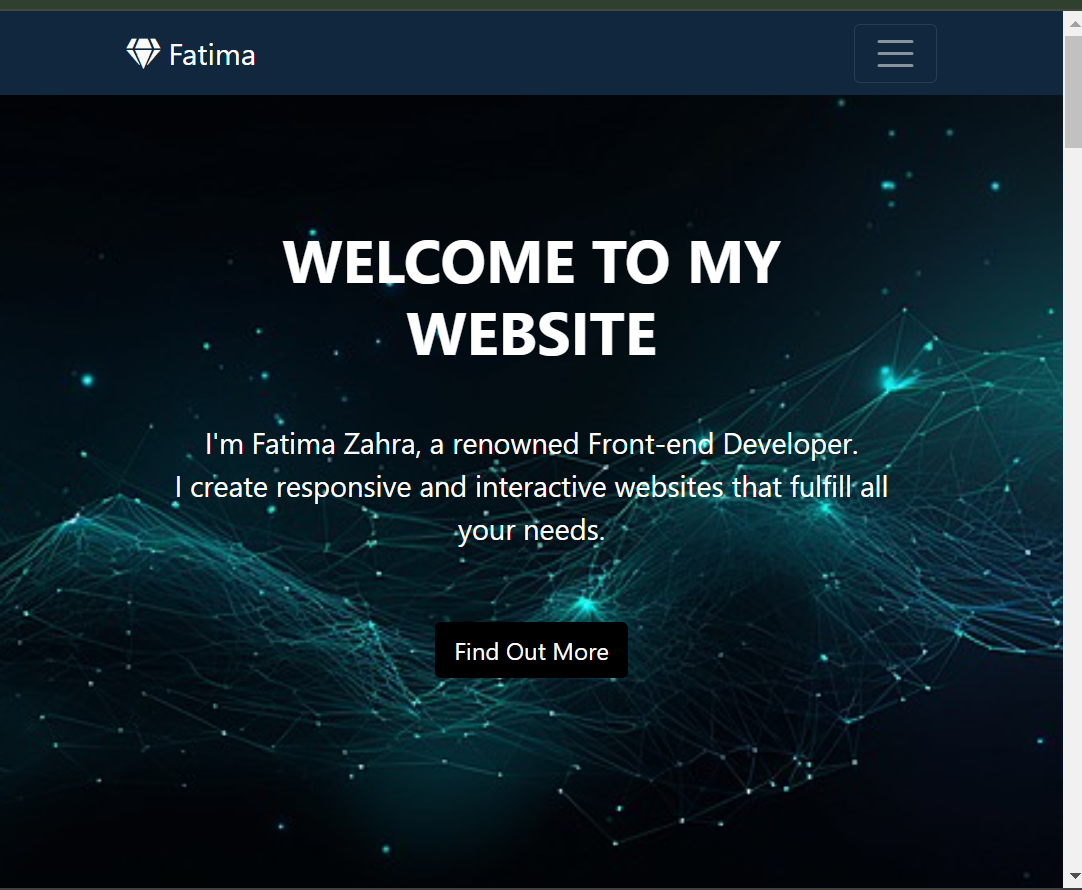 Fatima
WELCOME TO MY
WEBSITE
I'm Fatima Zahra, a renowned Front-end Developer.
I create responsive and interactive websites that fulfill all
your needs.
Find Out More